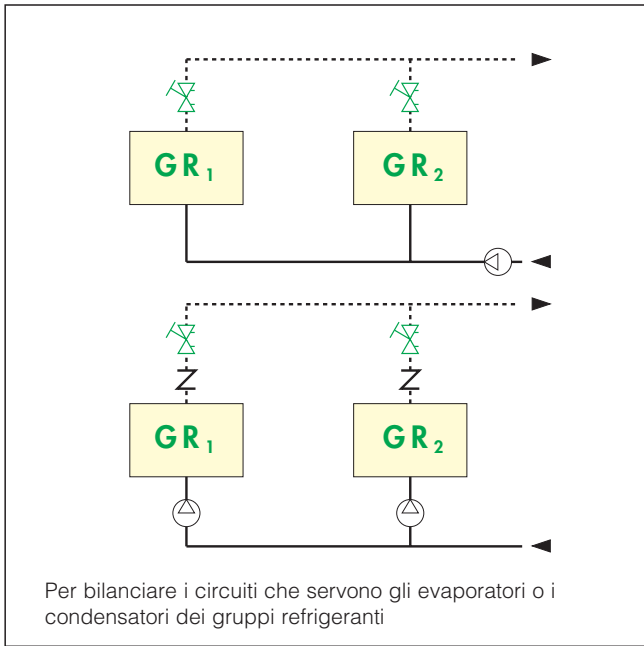 GR₁ GR₂
GR₁ GR₂
Per bilanciare i circuiti che servono gli evaporatori o i
condensatori dei gruppi refrigeranti